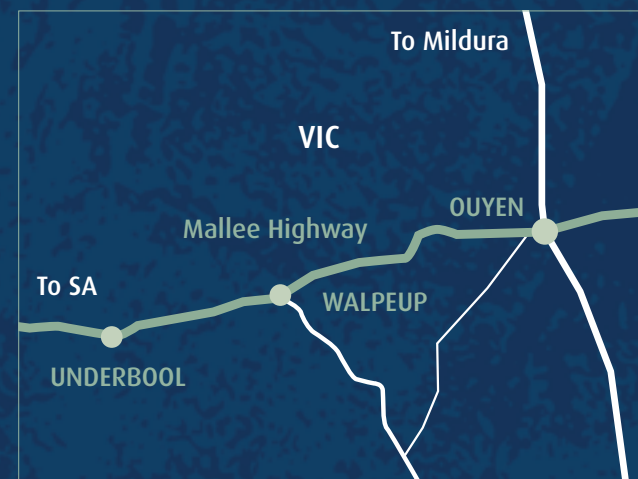 To Mildura
VIC
OUYEN
Mallee Highway
To SA
WALPEUP
UNDERBOOL